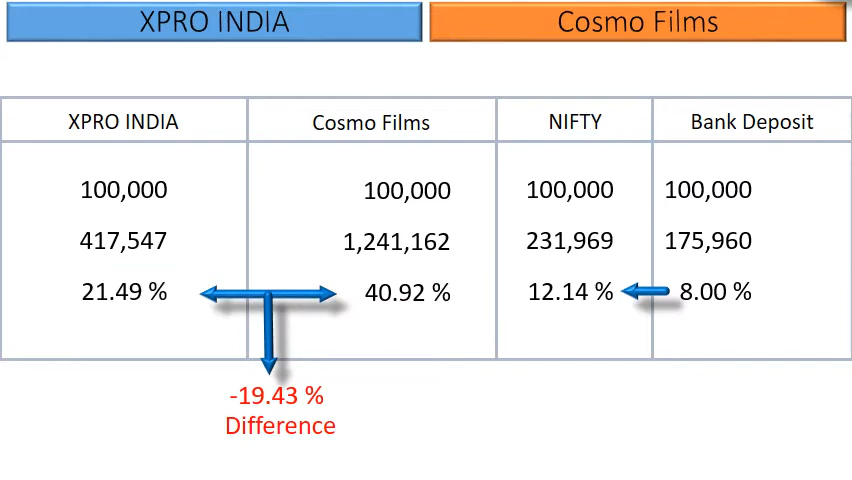 XPRO INDIA Cosmo Films
XPRO INDIA Cosmo Films NIFTY Bank Deposit
100,000 100,000 100,000 100,000
417,547 1,241,162 231,969 175,960
21.49 % 40.92 % 12.14 % 8.00 %
-19.43 %
Difference